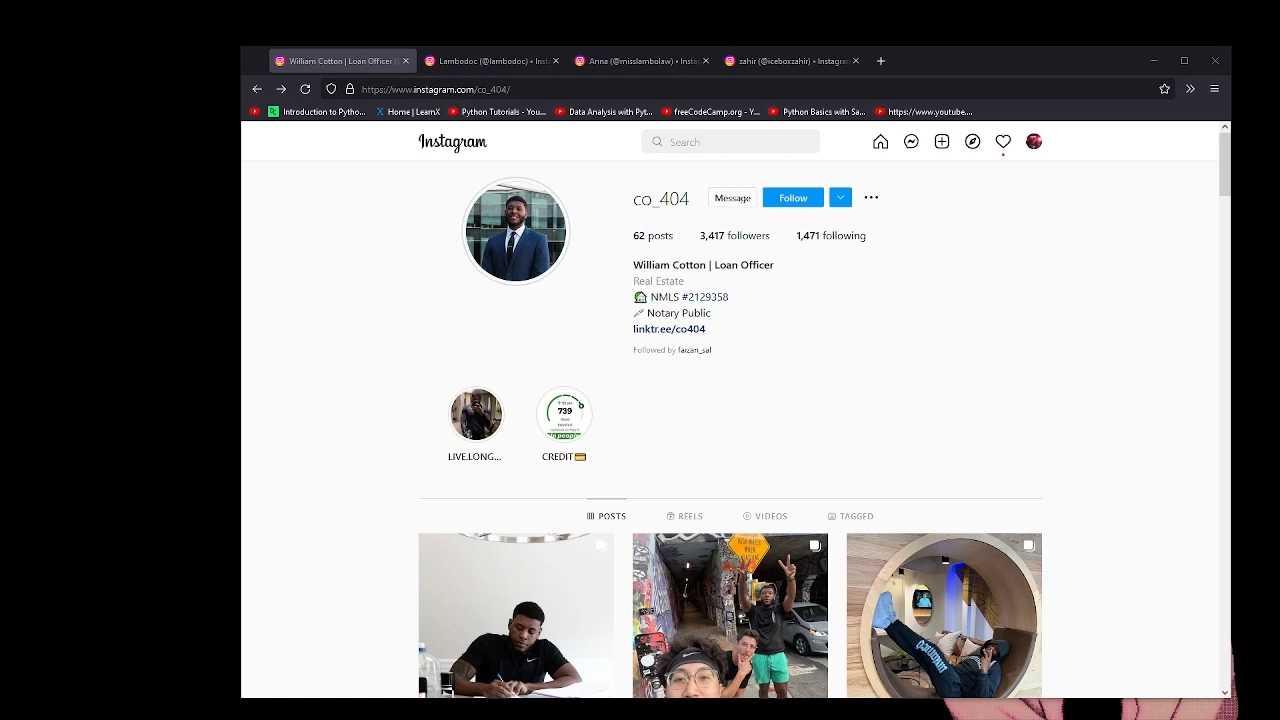 William Cotton | Loan Officer
Lambodoc (@lambodoc) • Inst
Anna (@misslambolaw) • Insta
zahir (@iceboxzahir) • Instagram
https://www.instagram.com/co_404/
Introduction to Pytho...
Home | LearnX
Python Tutorials - You...
Data Analysis with Pyt...
freeCodeCamp.org - Y...
Python Basics with Sa...
https://www.youtube....
Instagram
Search
co_404
Message
Follow
62 posts
3,417 followers
1,471 following
William Cotton | Loan Officer
Real Estate
NMLS #2129358
Notary Public
linktr.ee/co404
Followed by faizan_sal
739
LIVE.LONG...
CREDIT
POSTS
REELS
VIDEOS
TAGGED